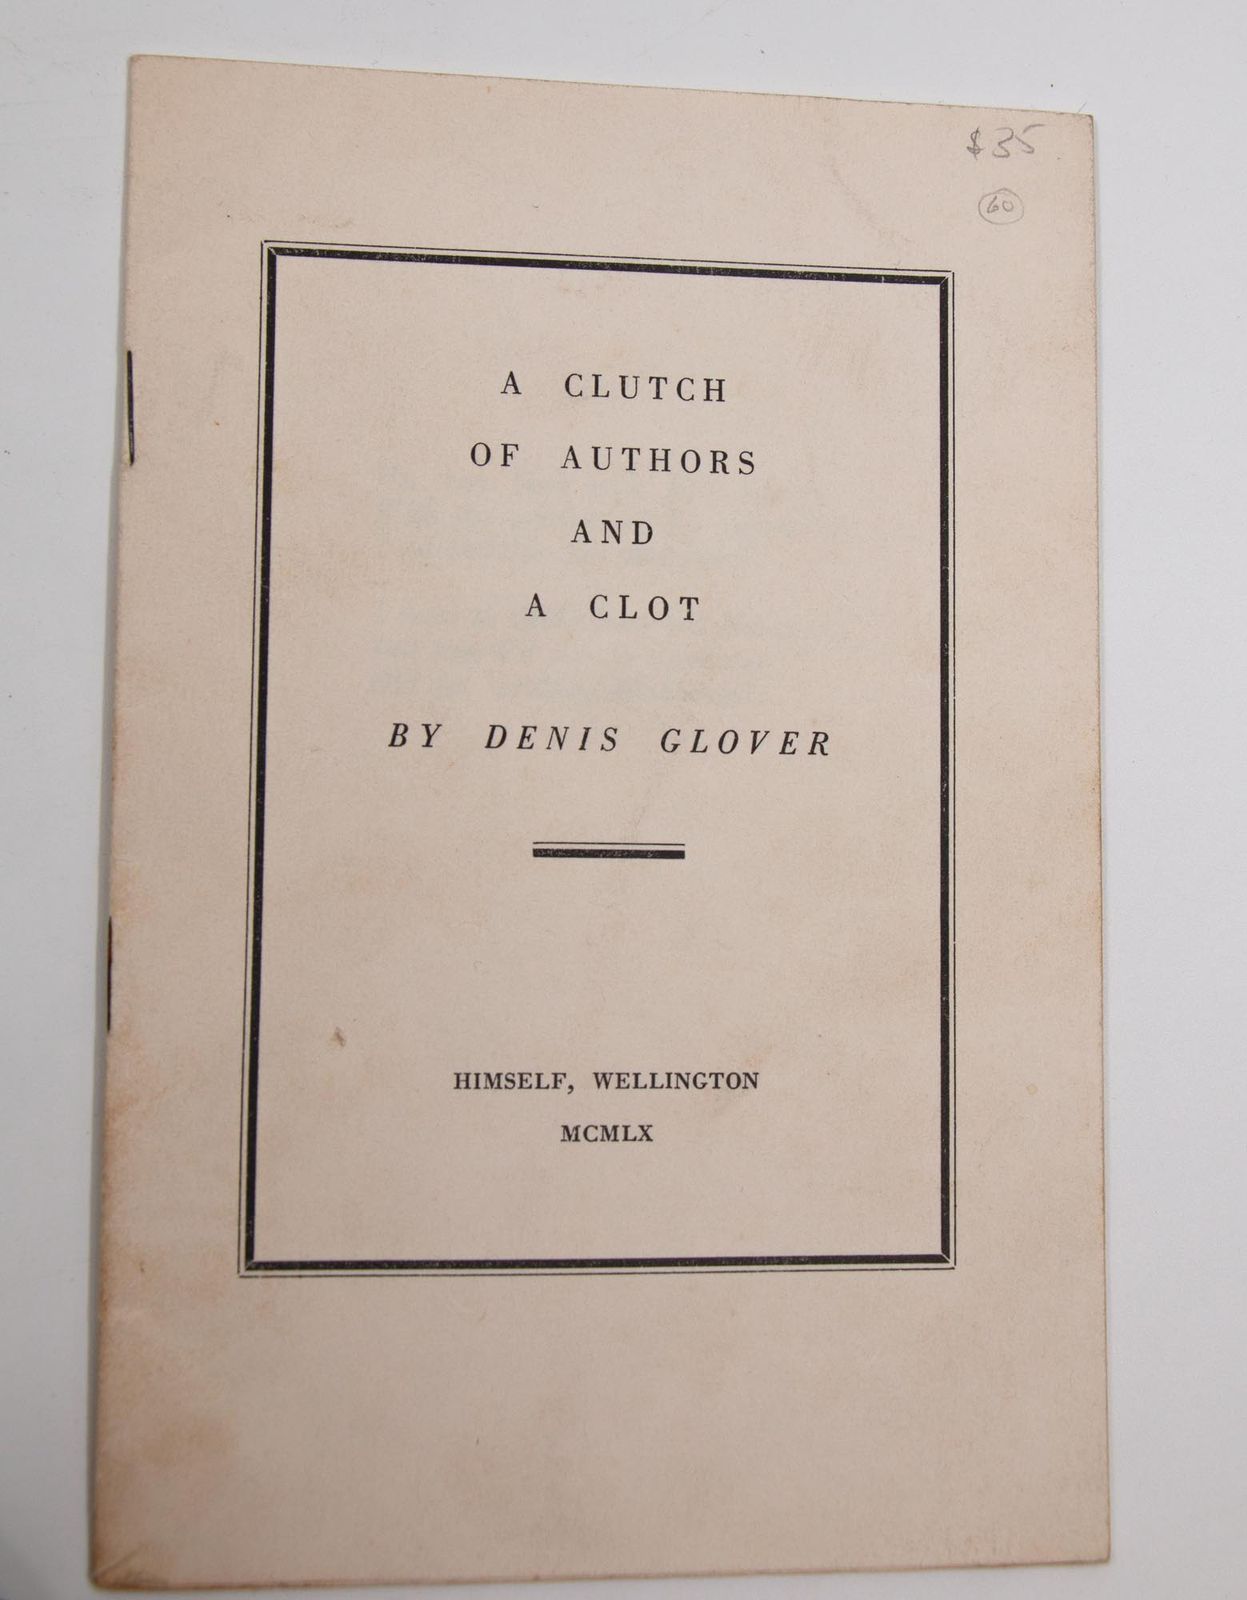 $35
60
A CLUTCH
OF AUTHORS
AND
A CLOT
BY DENIS GLOVER
HIMSELF, WELLINGTON
MCMLX